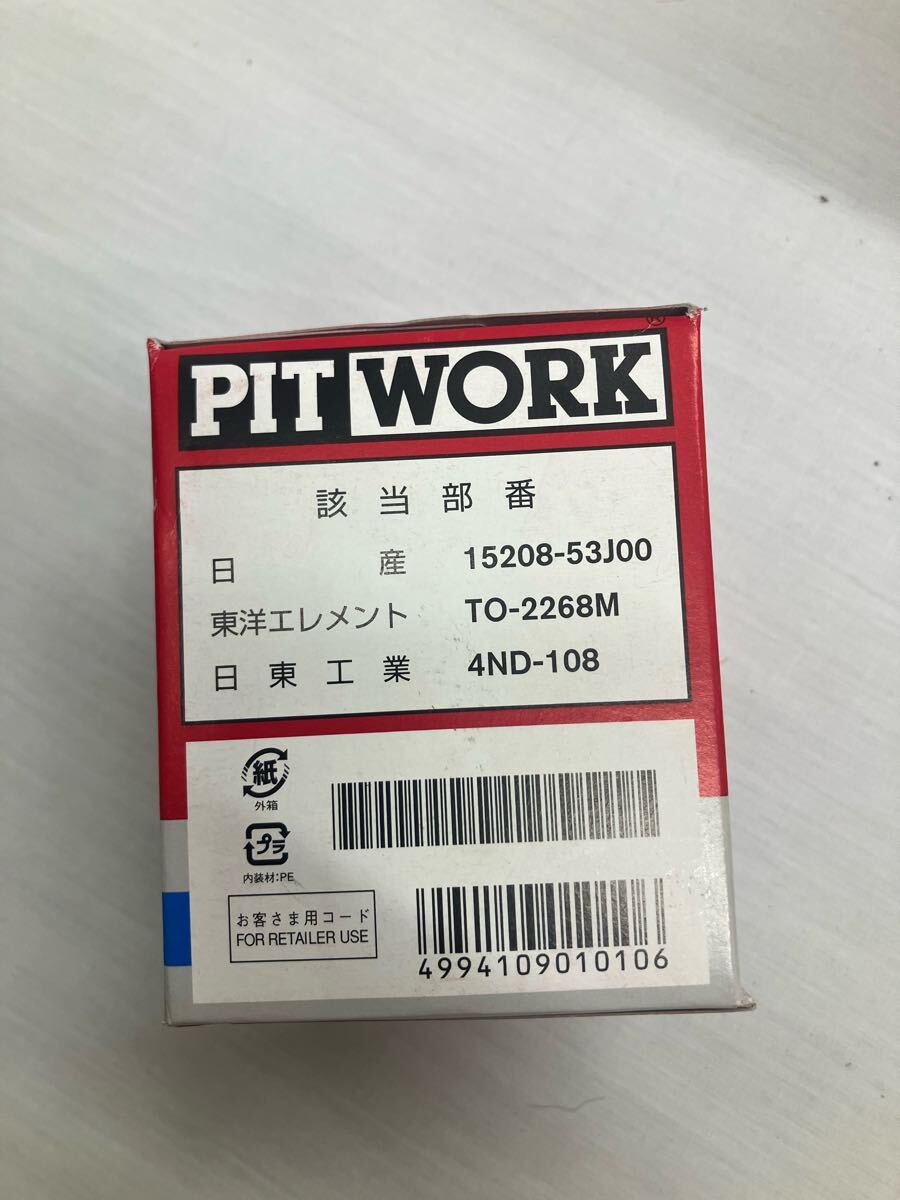 PIT WORK
®
該当部番
日産 15208-53J00
東洋エレメント TO-2268M
日東工業 4ND-108
紙
外箱
プラ
内装材:PE
お客さま用コード
FOR RETAILER USE
4994109010106